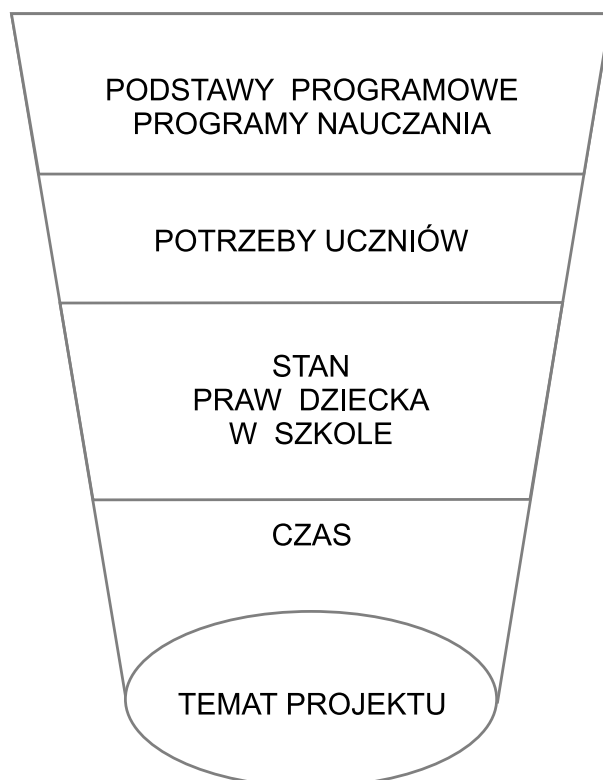 PODSTAWY PROGRAMOWE
PROGRAMY NAUCZANIA
POTRZEBY UCZNIÓW
STAN
PRAW DZIECKA
W SZKOLE
CZAS
TEMAT PROJEKTU